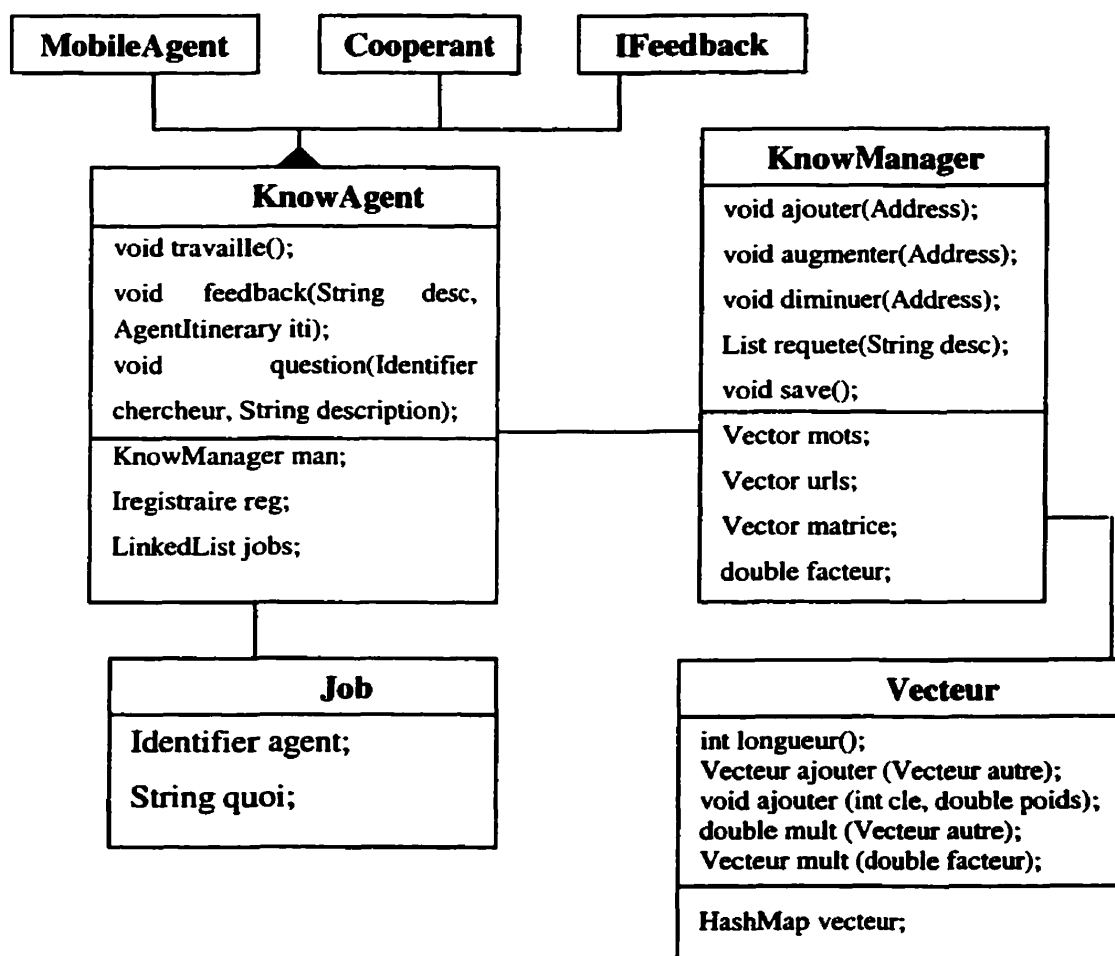 MobileAgent
Cooperant
IFeedback
KnowAgent
void travaille();
void feedback(String desc,
AgentItinerary iti);
void question(Identifier
chercheur, String description);
KnowManager man;
Iregistraire reg;
LinkedList jobs;
KnowManager
void ajouter(Address);
void augmenter(Address);
void diminuer(Address);
List requete(String desc);
void save();
Vector mots;
Vector urls;
Vector matrice;
double facteur;
Job
Identifier agent;
String quoi;
Vecteur
int longueur();
Vecteur ajouter (Vecteur autre);
void ajouter (int cle, double poids);
double mult (Vecteur autre);
Vecteur mult (double facteur);
HashMap vecteur;